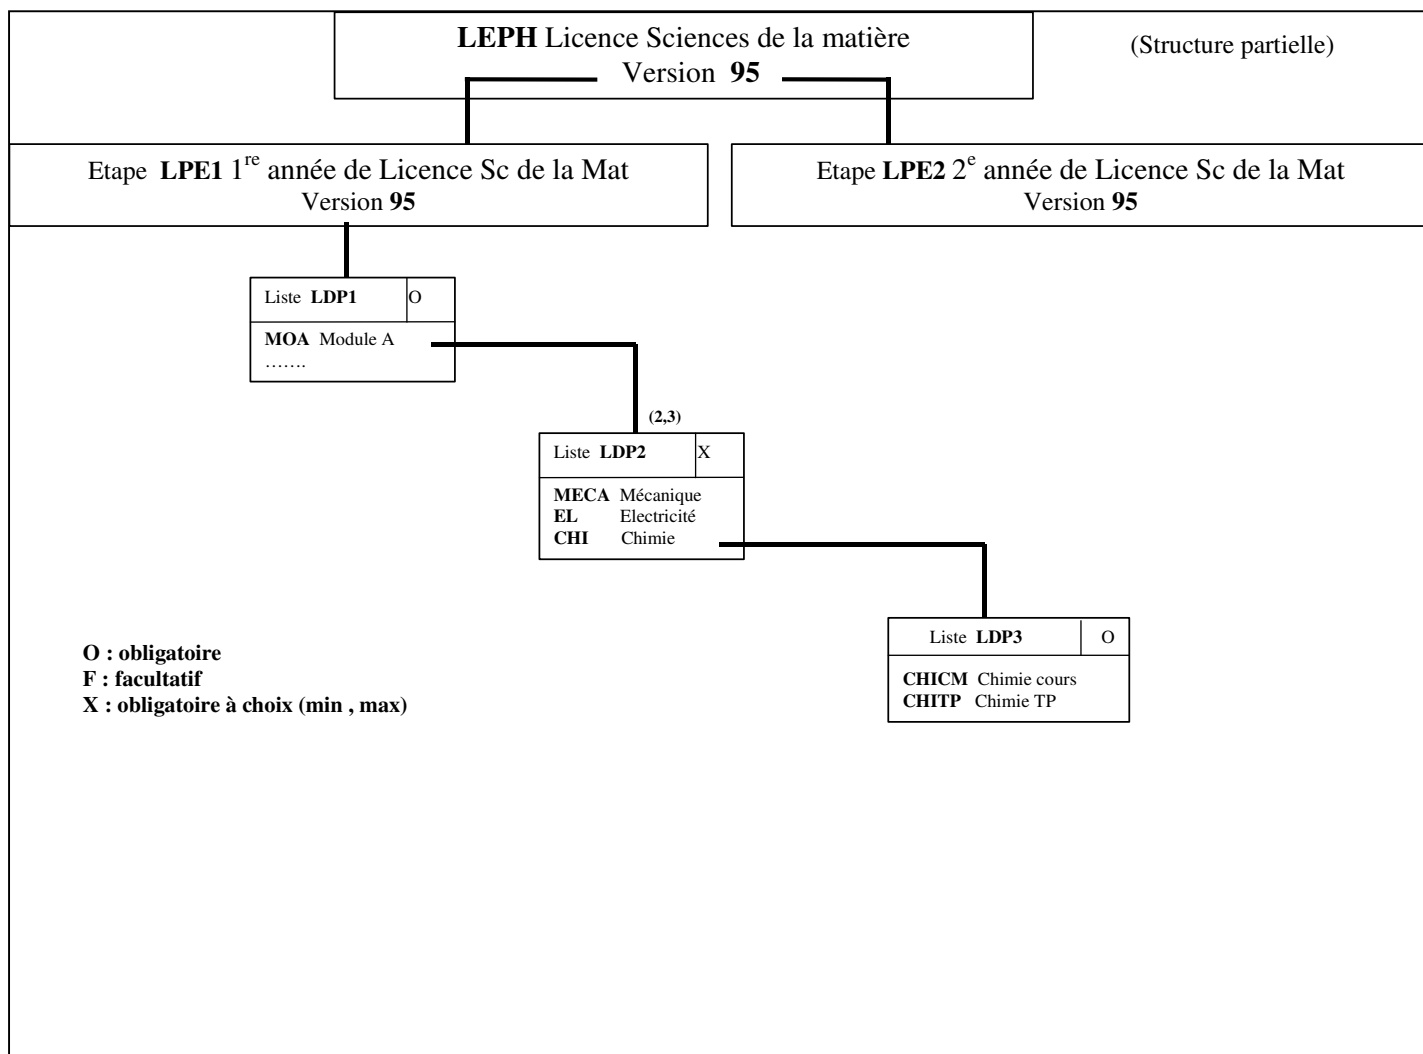 LEPH Licence Sciences de la matière
Version 95
(Structure partielle)
Etape LPE1 1re année de Licence Sc de la Mat
Version 95
Etape LPE2 2e année de Licence Sc de la Mat
Version 95
Liste LDP1 O
MOA Module A
.......
(2,3)
Liste LDP2 X
MECA Mécanique
EL Electricité
CHI Chimie
Liste LDP3 O
CHICM Chimie cours
CHITP Chimie TP
O : obligatoire
F : facultatif
X : obligatoire à choix (min , max)